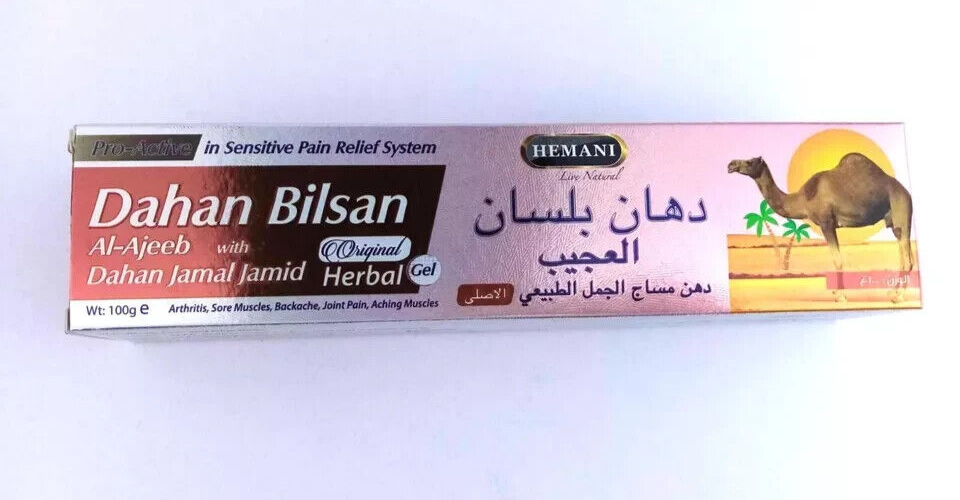 Pro-Active in Sensitive Pain Relief System
Dahan Bilsan
Al-Ajeeb with Original
Dahan Jamal Jamid Herbal Gel
Wt: 100g e Arthritis, Sore Muscles, Backache, Joint Pain, Aching Muscles
HEMANI
Live Natural
دهان بلسان
العجيب
دهن مساج الجمل الطبيعي الاصلى
الوزن: